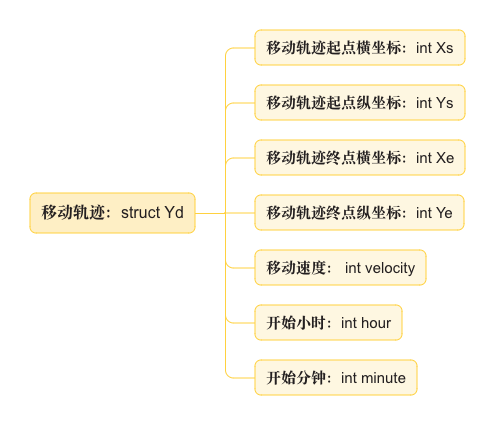 移动轨迹起点横坐标：int Xs
移动轨迹起点纵坐标：int Ys
移动轨迹终点横坐标：int Xe
移动轨迹：struct Yd
移动轨迹终点纵坐标：int Ye
移动速度： int velocity
开始小时：int hour
开始分钟：int minute